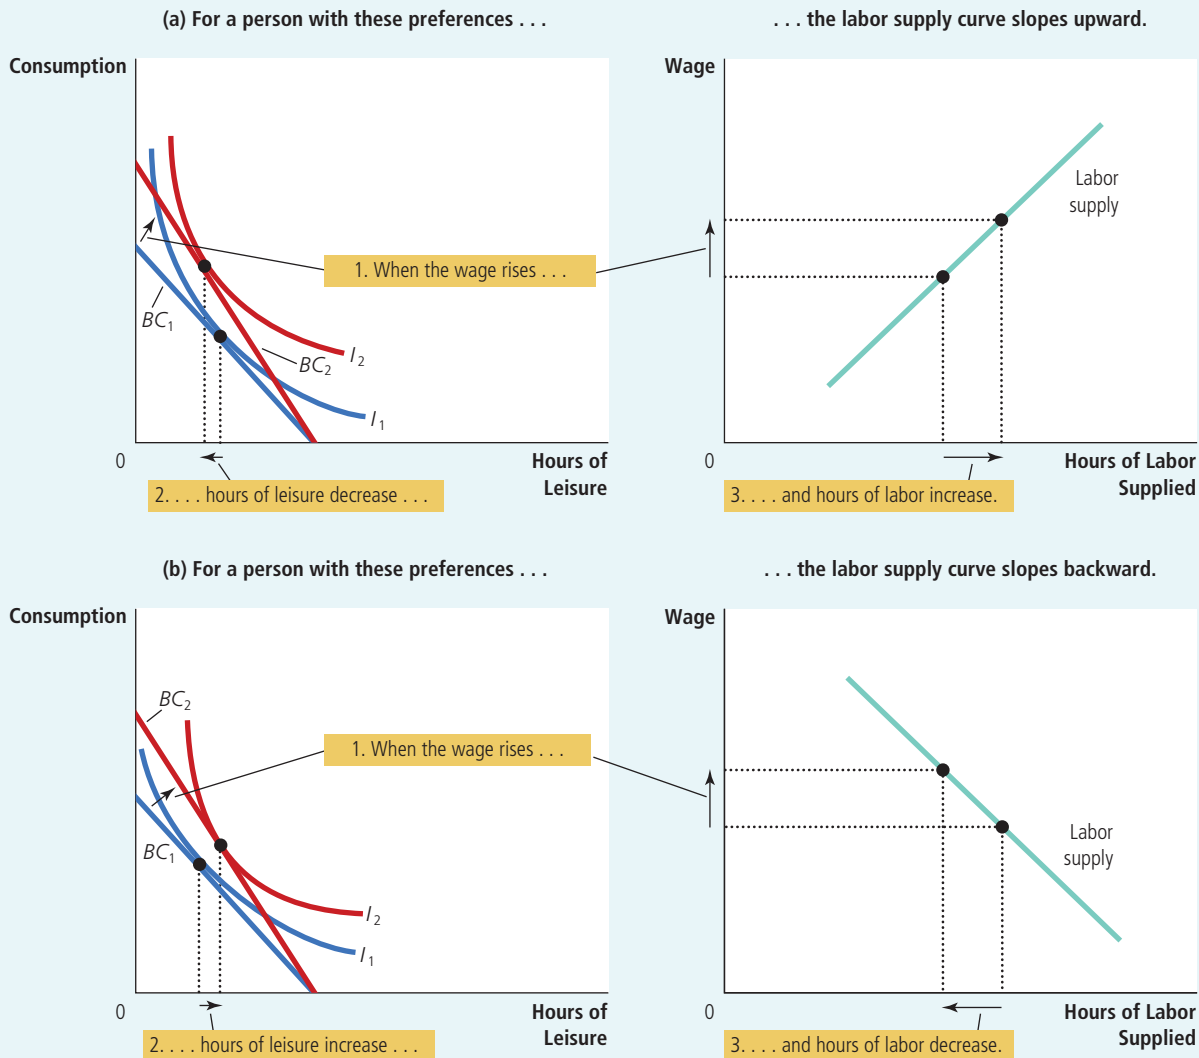 (a) For a person with these preferences . . .
. . . the labor supply curve slopes upward.
Consumption
BC₁
BC₂
I₂
I₁
0
Hours of
Leisure
1. When the wage rises . . .
2. . . . hours of leisure decrease . . .
Wage
Labor
supply
0
Hours of Labor
Supplied
3. . . . and hours of labor increase.
(b) For a person with these preferences . . .
. . . the labor supply curve slopes backward.
Consumption
BC₂
BC₁
I₂
I₁
0
Hours of
Leisure
1. When the wage rises . . .
2. . . . hours of leisure increase . . .
Wage
Labor
supply
0
Hours of Labor
Supplied
3. . . . and hours of labor decrease.